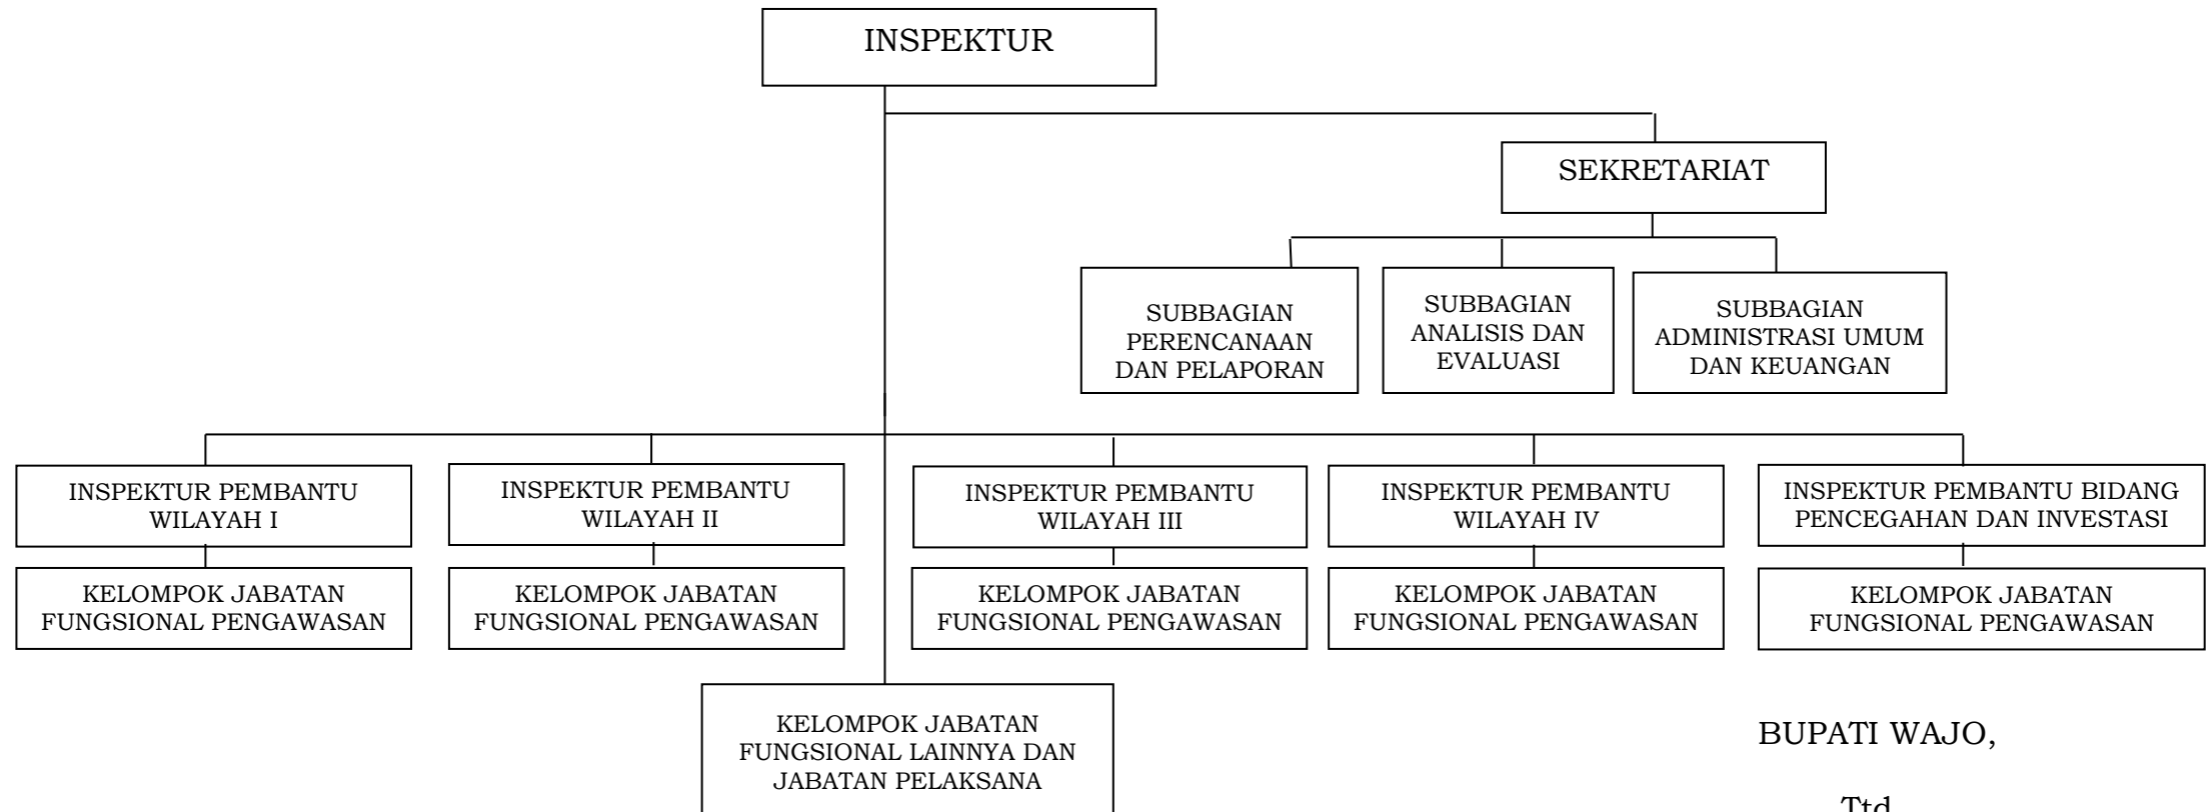 INSPEKTUR
SEKRETARIAT
SUBBAGIAN
PERENCANAAN
DAN PELAPORAN
SUBBAGIAN
ANALISIS DAN
EVALUASI
SUBBAGIAN
ADMINISTRASI UMUM
DAN KEUANGAN
INSPEKTUR PEMBANTU
WILAYAH I
INSPEKTUR PEMBANTU
WILAYAH II
INSPEKTUR PEMBANTU
WILAYAH III
INSPEKTUR PEMBANTU
WILAYAH IV
INSPEKTUR PEMBANTU BIDANG
PENCEGAHAN DAN INVESTASI
KELOMPOK JABATAN
FUNGSIONAL PENGAWASAN
KELOMPOK JABATAN
FUNGSIONAL PENGAWASAN
KELOMPOK JABATAN
FUNGSIONAL PENGAWASAN
KELOMPOK JABATAN
FUNGSIONAL PENGAWASAN
KELOMPOK JABATAN
FUNGSIONAL PENGAWASAN
KELOMPOK JABATAN
FUNGSIONAL LAINNYA DAN
JABATAN PELAKSANA
BUPATI WAJO,
Ttd